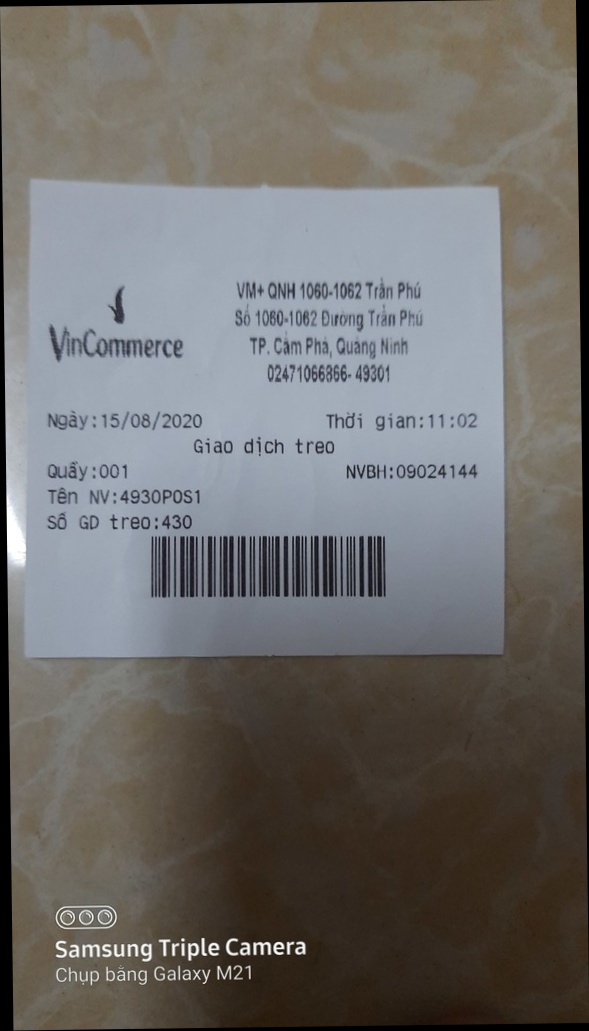 VinCommerce
VM+ QNH 1060-1062 Trần Phú
Số 1060-1062 Đường Trần Phú
TP. Cẩm Phả, Quảng Ninh
02471066866- 49301
Ngày:15/08/2020 Thời gian:11:02
Giao dịch treo
Quầy:001 NVBH:09024144
Tên NV:4930POS1
Số GD treo:430
Samsung Triple Camera
Chụp bằng Galaxy M21